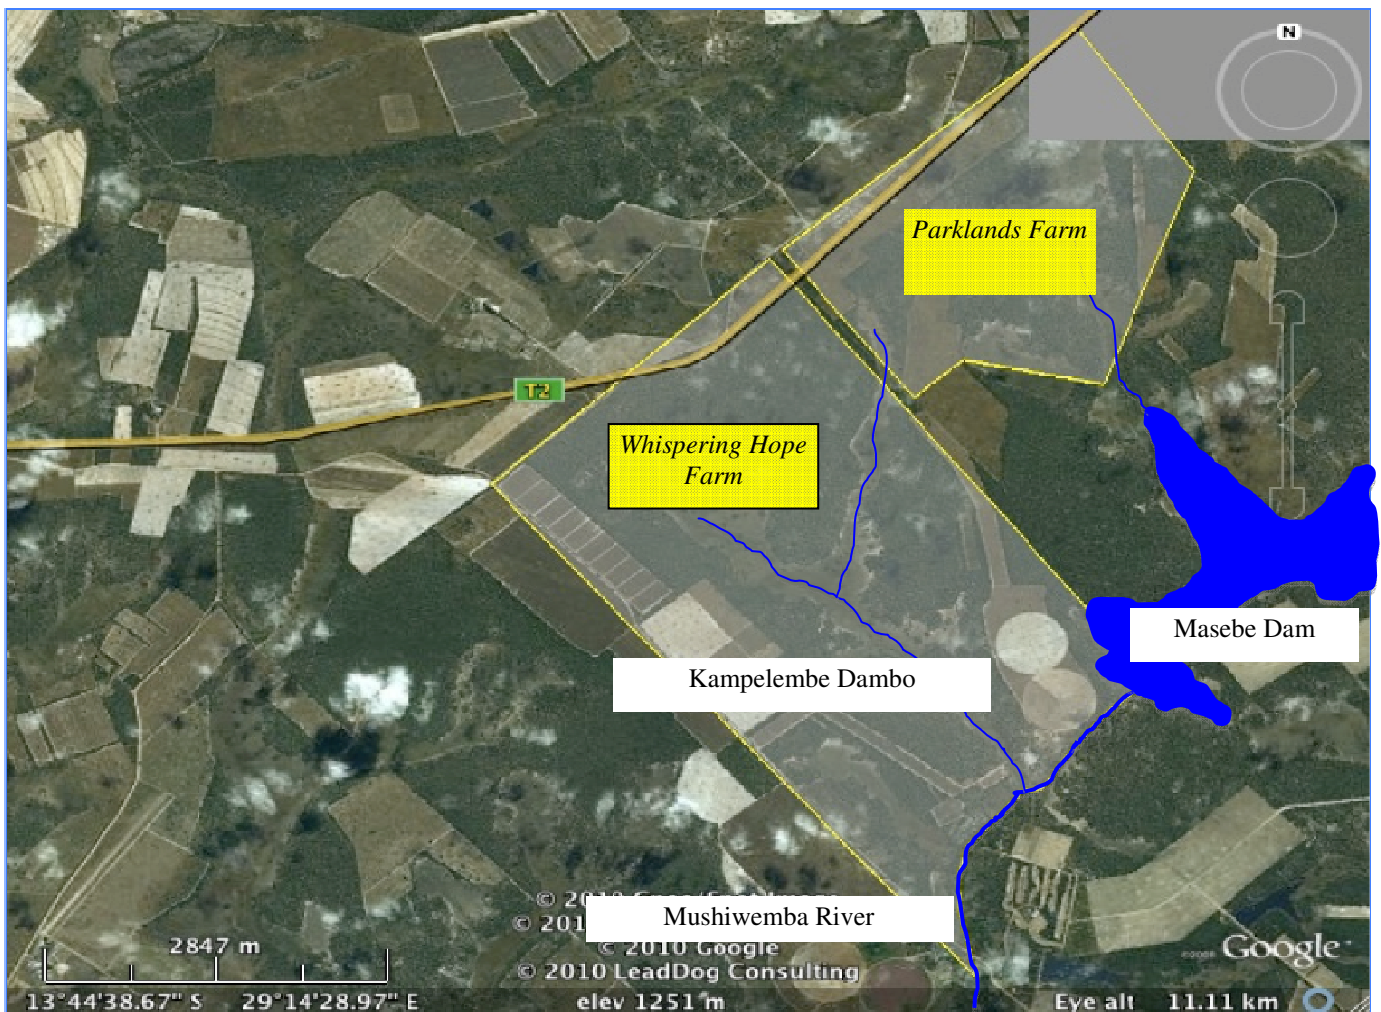 N
Parklands Farm
T2
Whispering Hope
Farm
Masebe Dam
Kampelembe Dambo
Mushiwemba River
© 2010 Google
© 2010 LeadDog Consulting
2847 m
Google
13°44'38.67" S 29°14'28.97" E elev 1251 m Eye alt 11.11 km